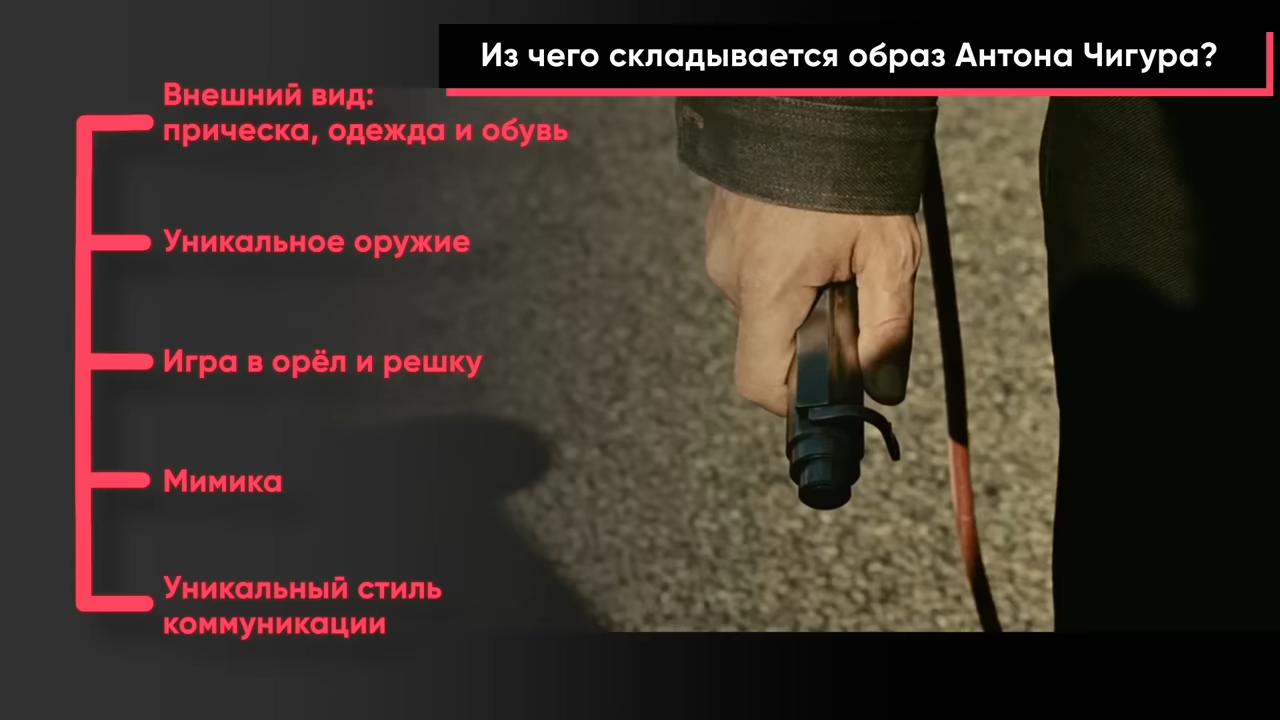 Из чего складывается образ Антона Чигура?
Внешний вид:
прическа, одежда и обувь
Уникальное оружие
Игра в орёл и решку
Мимика
Уникальный стиль
коммуникации